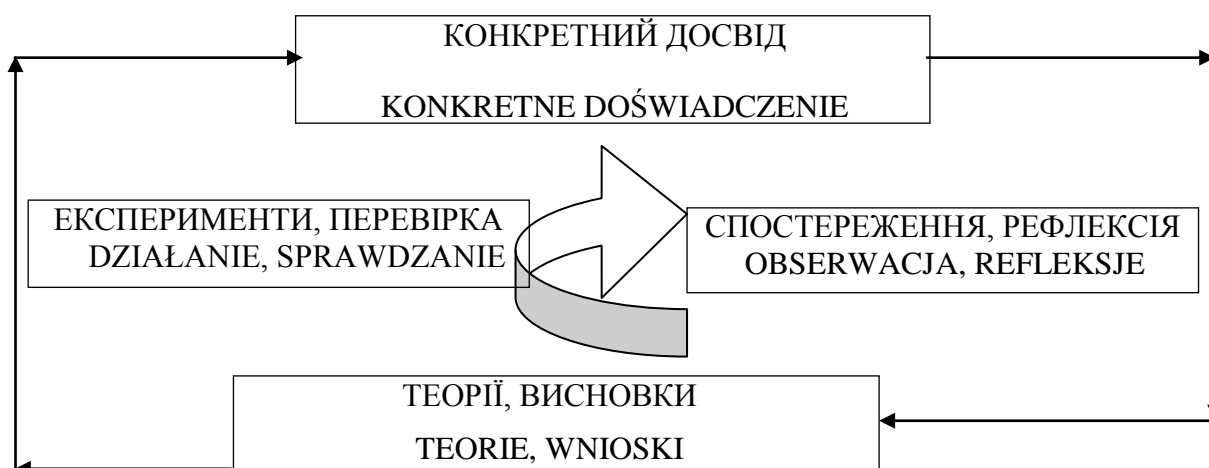 КОНКРЕТНИЙ ДОСВІД
KONKRETNE DOŚWIADCZENIE
ЕКСПЕРИМЕНТИ, ПЕРЕВІРКА
DZIAŁANIE, SPRAWDZANIE
СПОСТЕРЕЖЕННЯ, РЕФЛЕКСІЯ
OBSERWACJA, REFLEKSJE
ТЕОРІЇ, ВИСНОВКИ
TEORIE, WNIOSKI